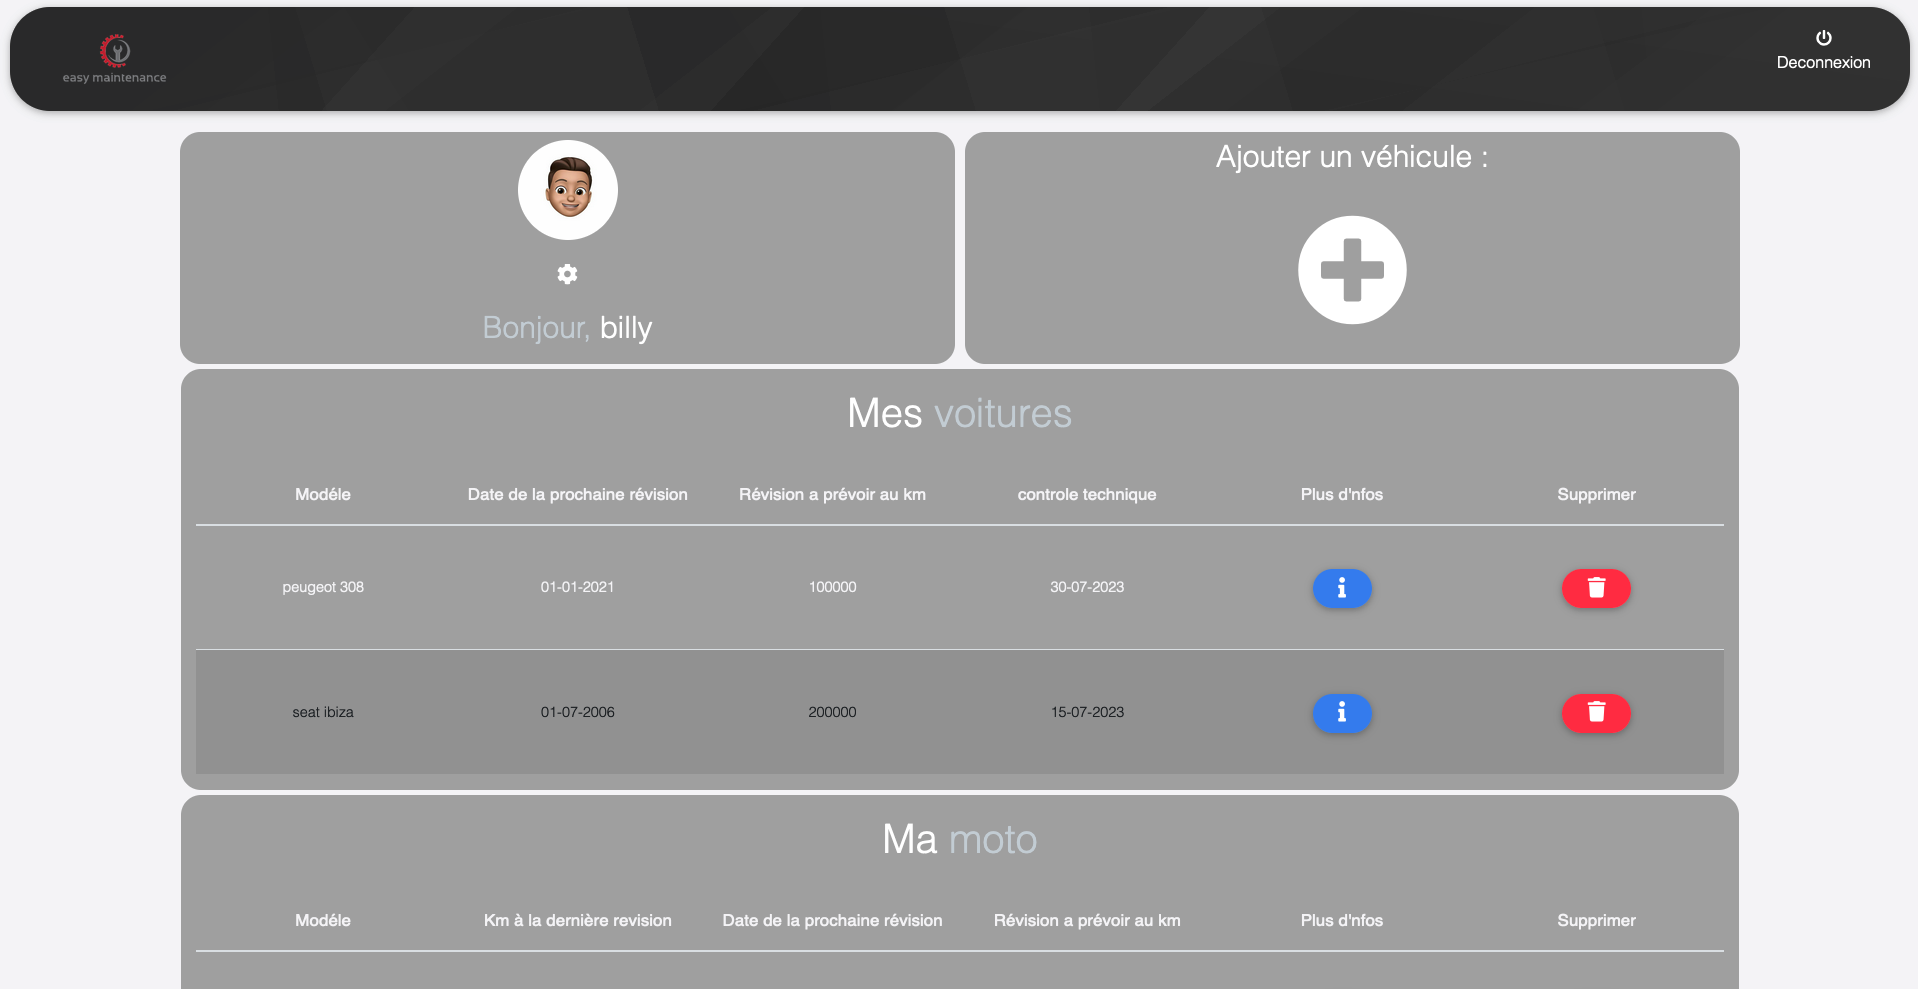 easy maintenance
Deconnexion
Bonjour, billy
Ajouter un véhicule :
Mes voitures
Modéle Date de la prochaine révision Révision a prévoir au km controle technique Plus d'nfos Supprimer
peugeot 308 01-01-2021 100000 30-07-2023
seat ibiza 01-07-2006 200000 15-07-2023
Ma moto
Modéle Km à la dernière revision Date de la prochaine révision Révision a prévoir au km Plus d'nfos Supprimer